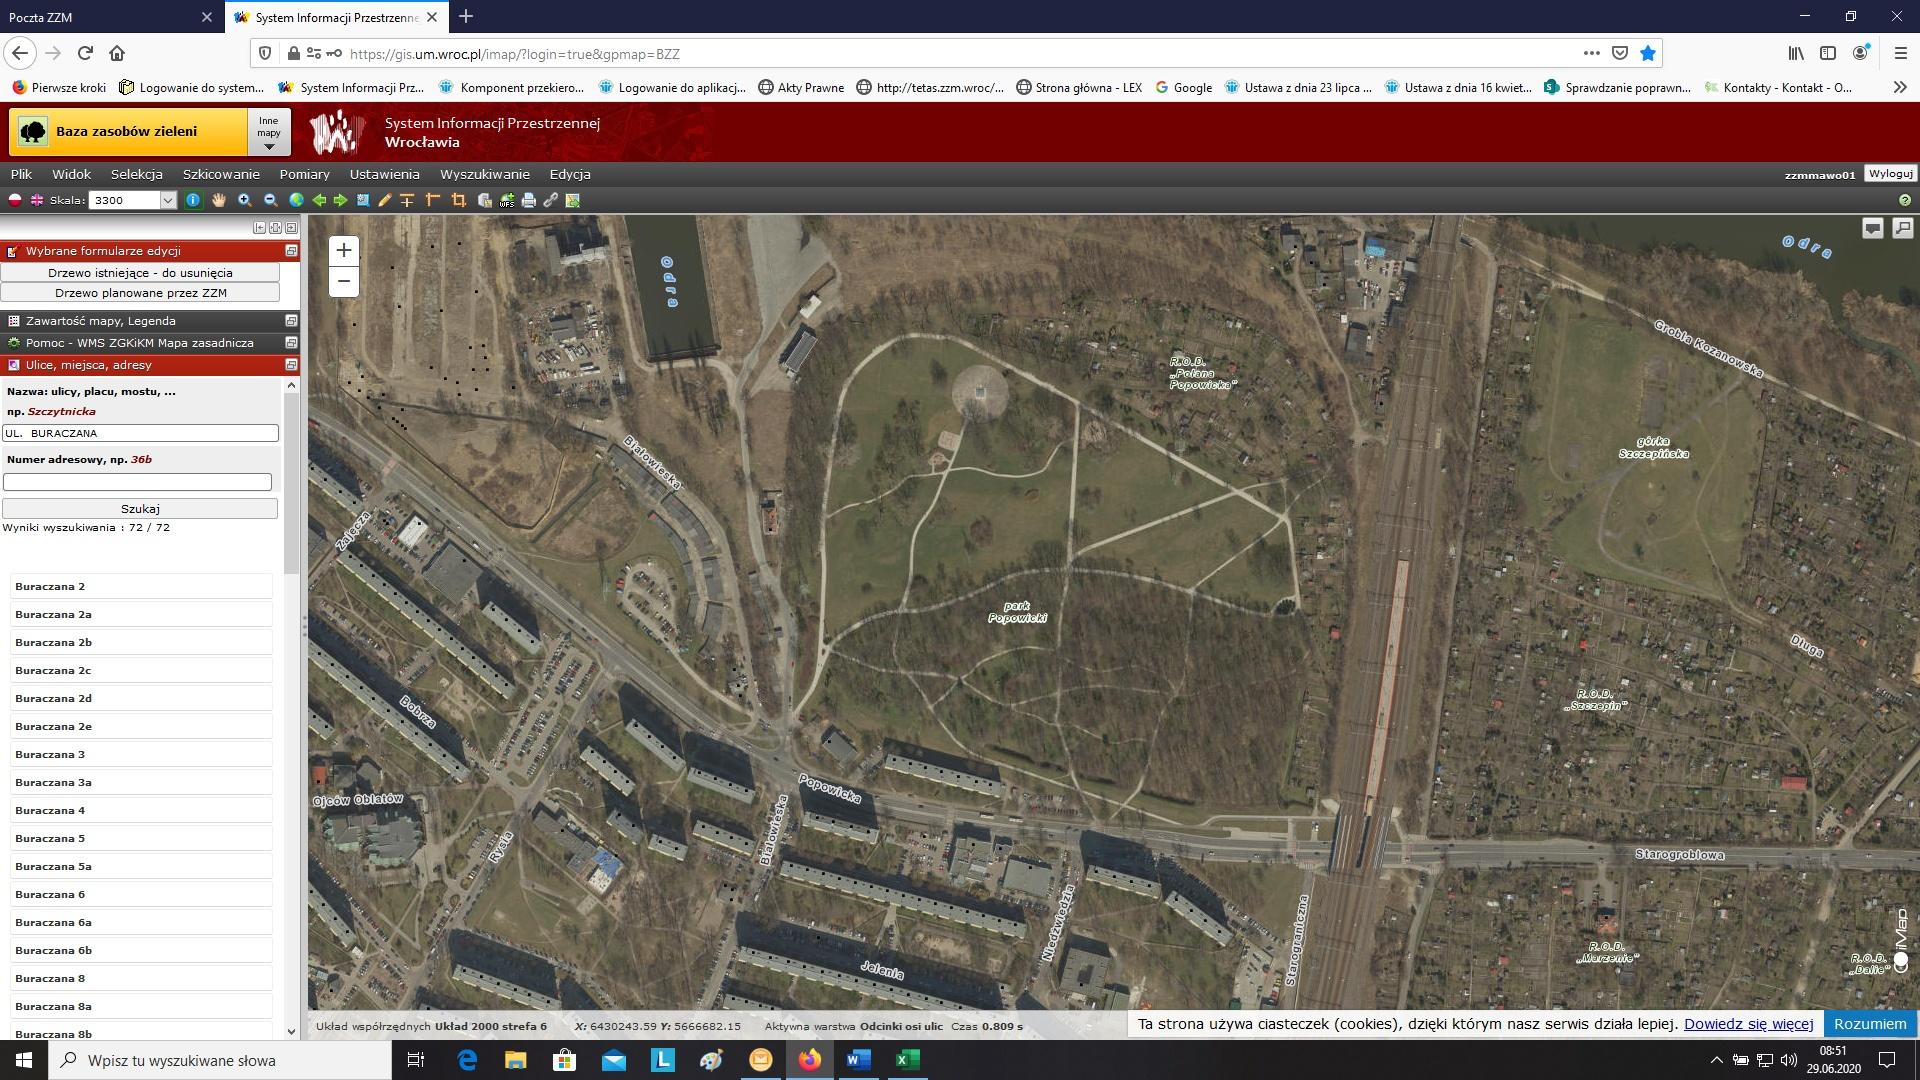 Poczta ZZM
System Informacji Przestrzenne
https://gis.um.wroc.pl/imap/?login=true&gpmap=BZZ
Pierwsze kroki
Logowanie do system...
System Informacji Prz...
Komponent przekiero...
Logowanie do aplikacj...
Akty Prawne
http://tetas.zzm.wroc/...
Strona główna - LEX
Google
Ustawa z dnia 23 lipca ...
Ustawa z dnia 16 kwiet...
Sprawdzanie poprawn...
Kontakty - Kontakt - O...
Baza zasobów zieleni
Inne
mapy
System Informacji Przestrzennej
Wrocławia
Plik Widok Selekcja Szkicowanie Pomiary Ustawienia Wyszukiwanie Edycja
zzmmawo01
Wyloguj
Skala: 3300
WFS
Wybrane formularze edycji
Drzewo istniejące - do usunięcia
Drzewo planowane przez ZZM
Zawartość mapy, Legenda
Pomoc - WMS ZGKiKM Mapa zasadnicza
Ulice, miejsca, adresy
Nazwa: ulicy, placu, mostu, ...
np. Szczytnicka
UL. BURACZANA
Numer adresowy, np. 36b
Szukaj
Wyniki wyszukiwania : 72 / 72
Buraczana 2
Buraczana 2a
Buraczana 2b
Buraczana 2c
Buraczana 2d
Buraczana 2e
Buraczana 3
Buraczana 3a
Buraczana 4
Buraczana 5
Buraczana 5a
Buraczana 6
Buraczana 6a
Buraczana 6b
Buraczana 8
Buraczana 8a
Buraczana 8b
Odra
Odra
Grobla Kozanowska
R.O.D.
„Polana
Popowicka”
górka
Szczepińska
Białowieska
Zajęcza
park
Popowicki
Długa
R.O.D.
„Szczepin”
Bobrza
Popowicka
Ojców Oblatów
Rysia
Białowieska
Starogroblowa
Niedźwiedzia
Starograniczna
Jelenia
R.O.D.
„Marzenie”
R.O.D.
„Dalie”
iMap
Układ współrzędnych Układ 2000 strefa 6
X: 6430243.59 Y: 5666682.15
Aktywna warstwa Odcinki osi ulic Czas 0.809 s
Ta strona używa ciasteczek (cookies), dzięki którym nasz serwis działa lepiej. Dowiedz się więcej
Rozumiem
Wpisz tu wyszukiwane słowa
08:51
29.06.2020